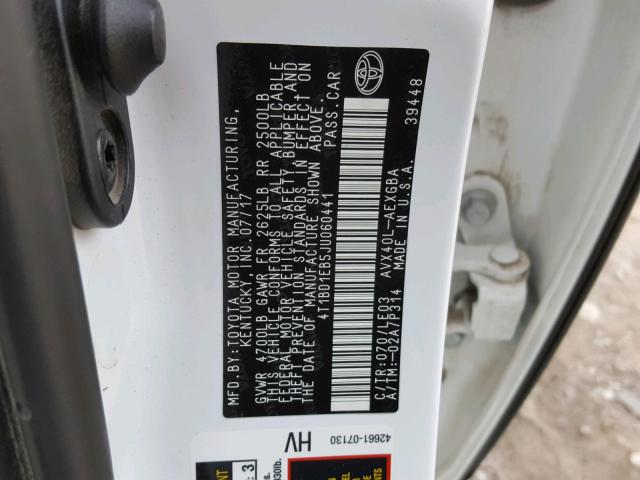 MFD.BY:TOYOTA MOTOR MANUFACTURING,
KENTUCKY, INC. 07/17
GVWR 4700LB GAWR FR 2625LB RR 2500LB
THIS VEHICLE CONFORMS TO ALL APPLICABLE
FEDERAL MOTOR VEHICLE SAFETY, BUMPER, AND
THEFT PREVENTION STANDARDS IN EFFECT ON
THE DATE OF MANUFACTURE SHOWN ABOVE.
4T1BD1EB5JU060441 PASS.CAR
C/TR:070/LE03 AVX40L-AEXGBA
A/TM:-02A/P314 MADE IN U.S.A. 39448
42661-07130
HV
3